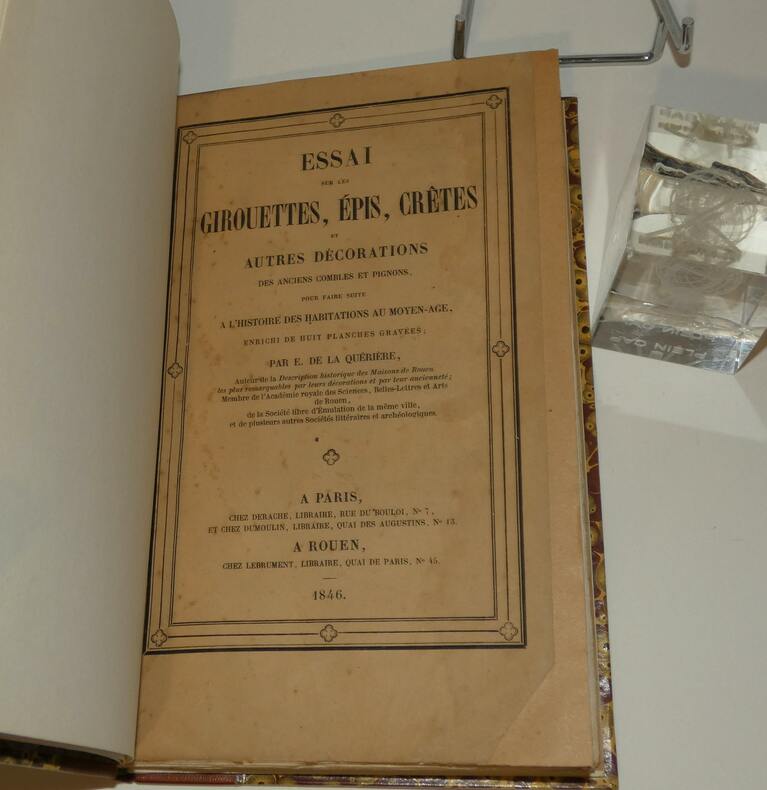 ESSAI
SUR LES
GIROUETTES, ÉPIS, CRÊTES
ET
AUTRES DÉCORATIONS
DES ANCIENS COMBLES ET PIGNONS,
POUR FAIRE SUITE
A L'HISTOIRE DES HABITATIONS AU MOYEN-AGE,
ENRICHI DE HUIT PLANCHES GRAVÉES;
PAR E. DE LA QUÉRIÈRE,
Auteur de la Description historique des Maisons de Rouen
les plus remarquables par leurs décorations et par leur ancienneté;
Membre de l'Académie royale des Sciences, Belles-Lettres et Arts
de Rouen,
de la Société libre d'Émulation de la même ville,
et de plusieurs autres Sociétés littéraires et archéologiques.
A PARIS,
CHEZ DERACHE, LIBRAIRE, RUE DU BOULOI, No 7,
ET CHEZ DUMOULIN, LIBRAIRE, QUAI DES AUGUSTINS, No 13.
A ROUEN,
CHEZ LEBRUMENT, LIBRAIRE, QUAI DE PARIS, No 45.
1846.
PLEIN